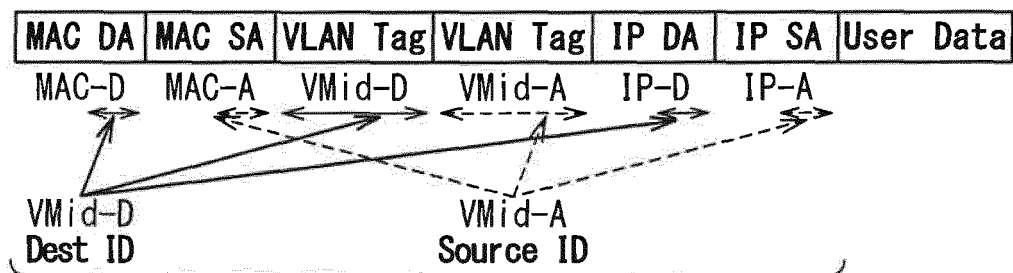 MAC DA MAC SA VLAN Tag VLAN Tag IP DA IP SA User Data
MAC-D MAC-A VMid-D VMid-A IP-D IP-A
VMid-D VMid-A
Dest ID Source ID